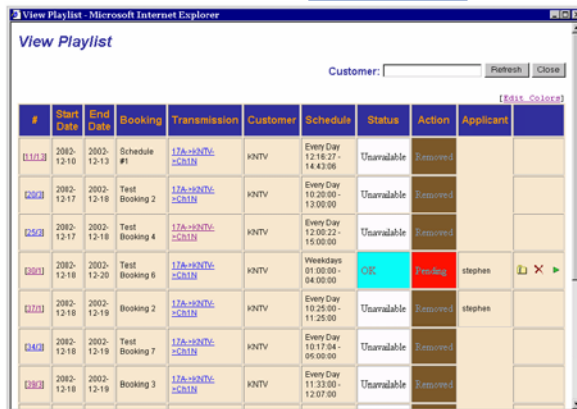 View Playlist - Microsoft Internet Explorer
View Playlist
Customer:
Refresh
Close
[Edit Colors]
# Start Date End Date Booking Transmission Customer Schedule Status Action Applicant
[11/13] 2002-12-10 2002-12-13 Schedule #1 17A->KNTV->Ch1N KNTV Every Day 12:16:27 - 14:43:06 Unavailable Removed
[20/3] 2002-12-17 2002-12-18 Test Booking 2 17A->KNTV->Ch1N KNTV Every Day 10:20:00 - 13:00:00 Unavailable Removed
[25/3] 2002-12-17 2002-12-18 Test Booking 4 17A->KNTV->Ch1N KNTV Every Day 12:00:22 - 15:00:00 Unavailable Removed
[30/1] 2002-12-18 2002-12-20 Test Booking 6 17A->KNTV->Ch1N KNTV Weekdays 01:00:00 - 04:00:00 OK Pending stephen
[37/1] 2002-12-18 2002-12-19 Booking 2 17A->KNTV->Ch1N KNTV Every Day 10:25:00 - 11:25:00 Unavailable Removed stephen
[34/3] 2002-12-18 2002-12-19 Test Booking 7 17A->KNTV->Ch1N KNTV Every Day 10:17:04 - 05:00:00 Unavailable Removed
[39/3] 2002-12-18 2002-12-19 Booking 3 17A->KNTV->Ch1N KNTV Every Day 11:33:00 - 12:07:00 Unavailable Removed